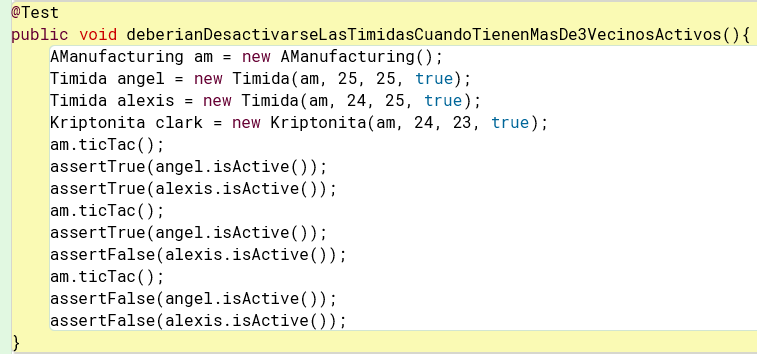 @Test
public void deberianDesactivarseLasTimidasCuandoTienenMasDe3VecinosActivos(){
    AManufacturing am = new AManufacturing();
    Timida angel = new Timida(am, 25, 25, true);
    Timida alexis = new Timida(am, 24, 25, true);
    Kriptonita clark = new Kriptonita(am, 24, 23, true);
    am.ticTac();
    assertTrue(angel.isActive());
    assertTrue(alexis.isActive());
    am.ticTac();
    assertTrue(angel.isActive());
    assertFalse(alexis.isActive());
    am.ticTac();
    assertFalse(angel.isActive());
    assertFalse(alexis.isActive());
}